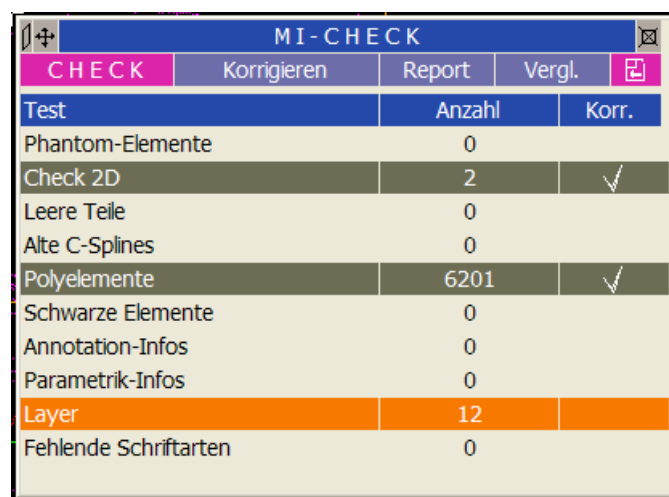 MI-CHECK
CHECK Korrigieren Report Vergl.
Test Anzahl Korr.
Phantom-Elemente 0
Check 2D 2 √
Leere Teile 0
Alte C-Splines 0
Polyelemente 6201 √
Schwarze Elemente 0
Annotation-Infos 0
Parametrik-Infos 0
Layer 12
Fehlende Schriftarten 0